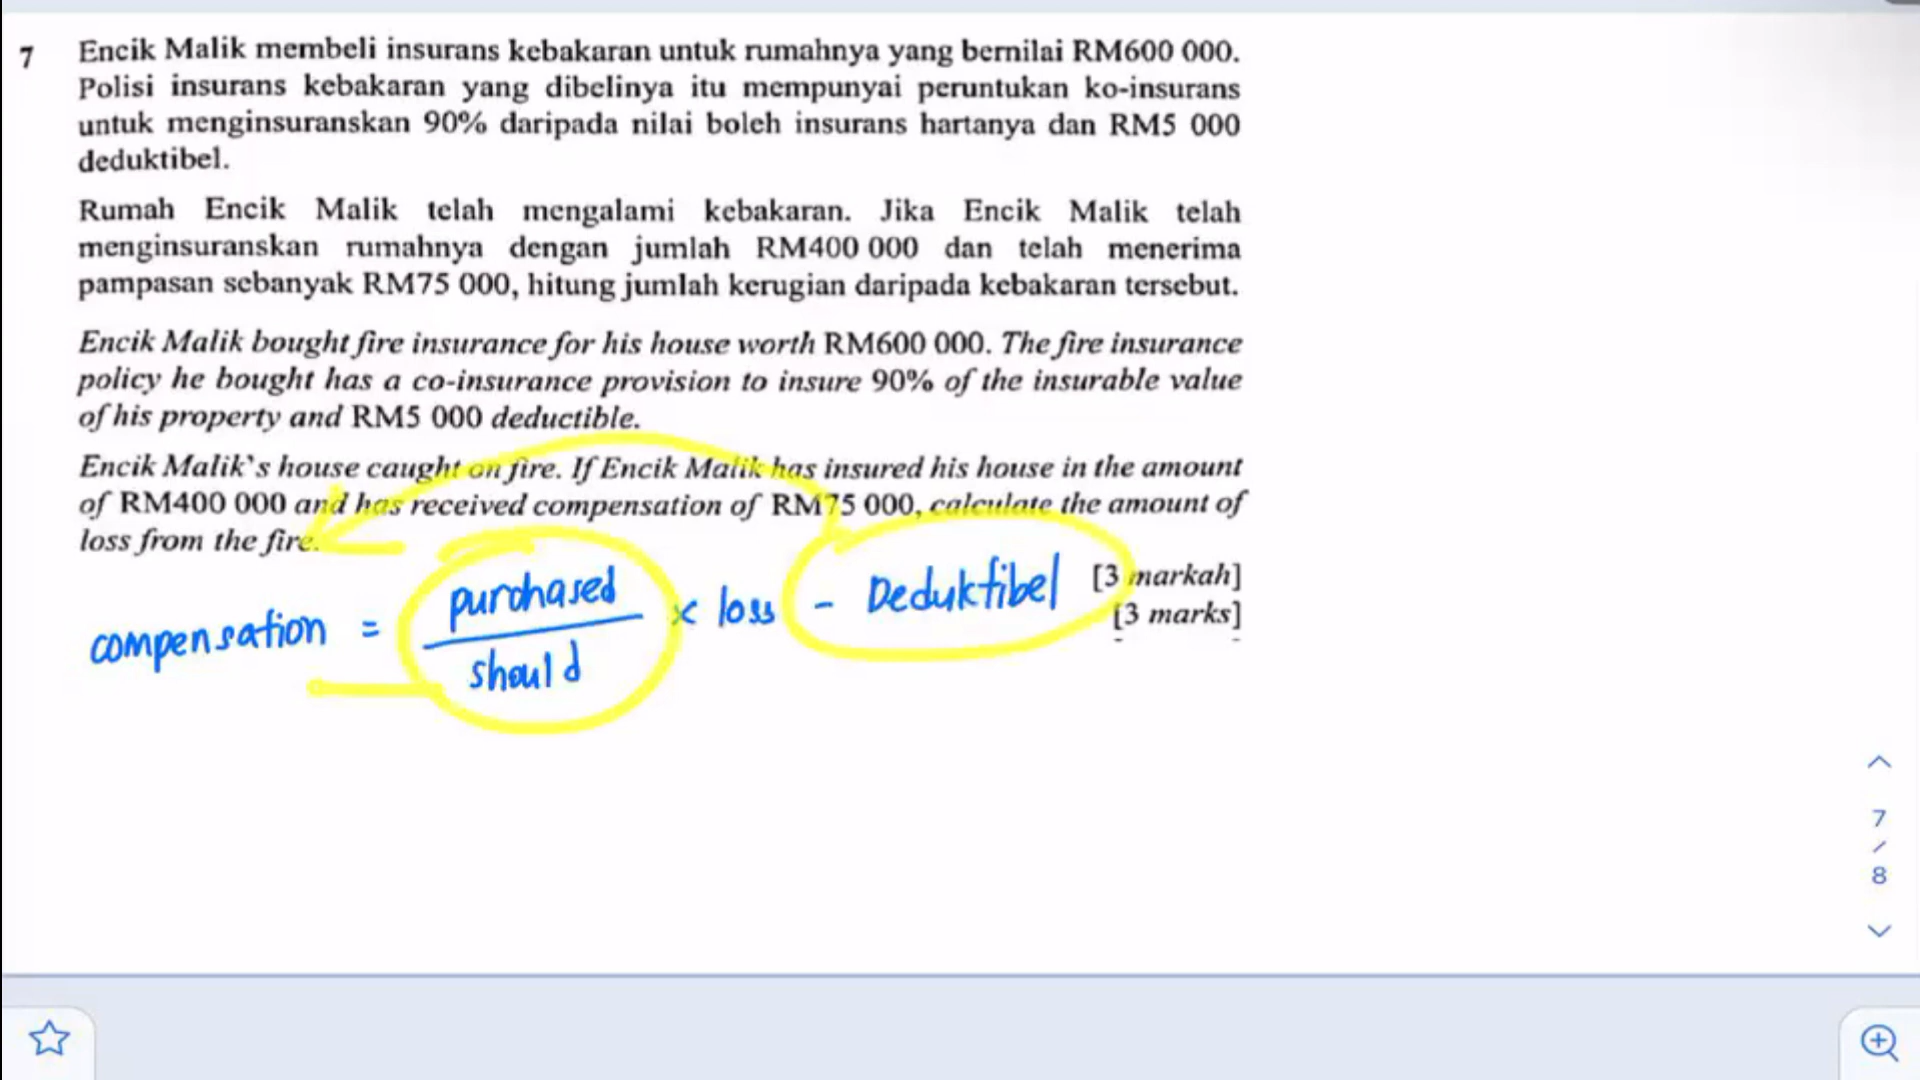 7 Encik Malik membeli insurans kebakaran untuk rumahnya yang bernilai RM600 000.
Polisi insurans kebakaran yang dibelinya itu mempunyai peruntukan ko-insurans
untuk menginsuranskan 90% daripada nilai boleh insurans hartanya dan RM5 000
deduktibel.
Rumah Encik Malik telah mengalami kebakaran. Jika Encik Malik telah
menginsuranskan rumahnya dengan jumlah RM400 000 dan telah menerima
pampasan sebanyak RM75 000, hitung jumlah kerugian daripada kebakaran tersebut.
Encik Malik bought fire insurance for his house worth RM600 000. The fire insurance
policy he bought has a co-insurance provision to insure 90% of the insurable value
of his property and RM5 000 deductible.
Encik Malik's house caught on fire. If Encik Malik has insured his house in the amount
of RM400 000 and has received compensation of RM75 000, calculate the amount of
loss from the fire.
[3 markah]
[3 marks]
compensation = purchased / should × loss - Deduktibel
7
/
8